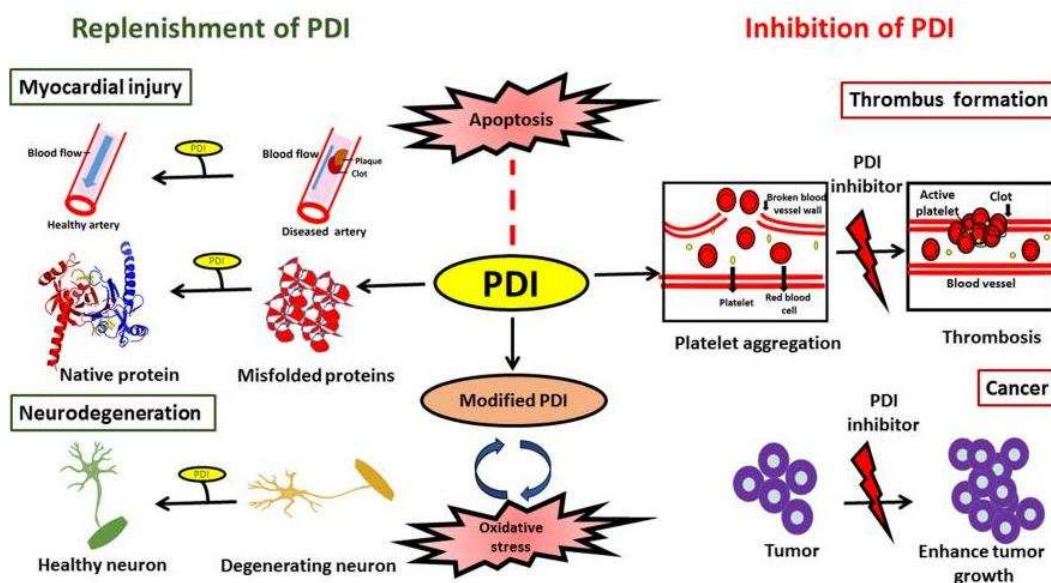 Replenishment of PDI
Inhibition of PDI
Myocardial injury
Blood flow
Healthy artery
PDI
Blood flow
Plaque
Clot
Diseased artery
Apoptosis
Thrombus formation
PDI
inhibitor
Broken blood
vessel wall
Platelet
Red blood
cell
Platelet aggregation
Active
platelet
Clot
Blood vessel
Thrombosis
PDI
Native protein
PDI
Misfolded proteins
Modified PDI
Oxidative
stress
Neurodegeneration
Healthy neuron
PDI
Degenerating neuron
Cancer
PDI
inhibitor
Tumor
Enhance tumor
growth